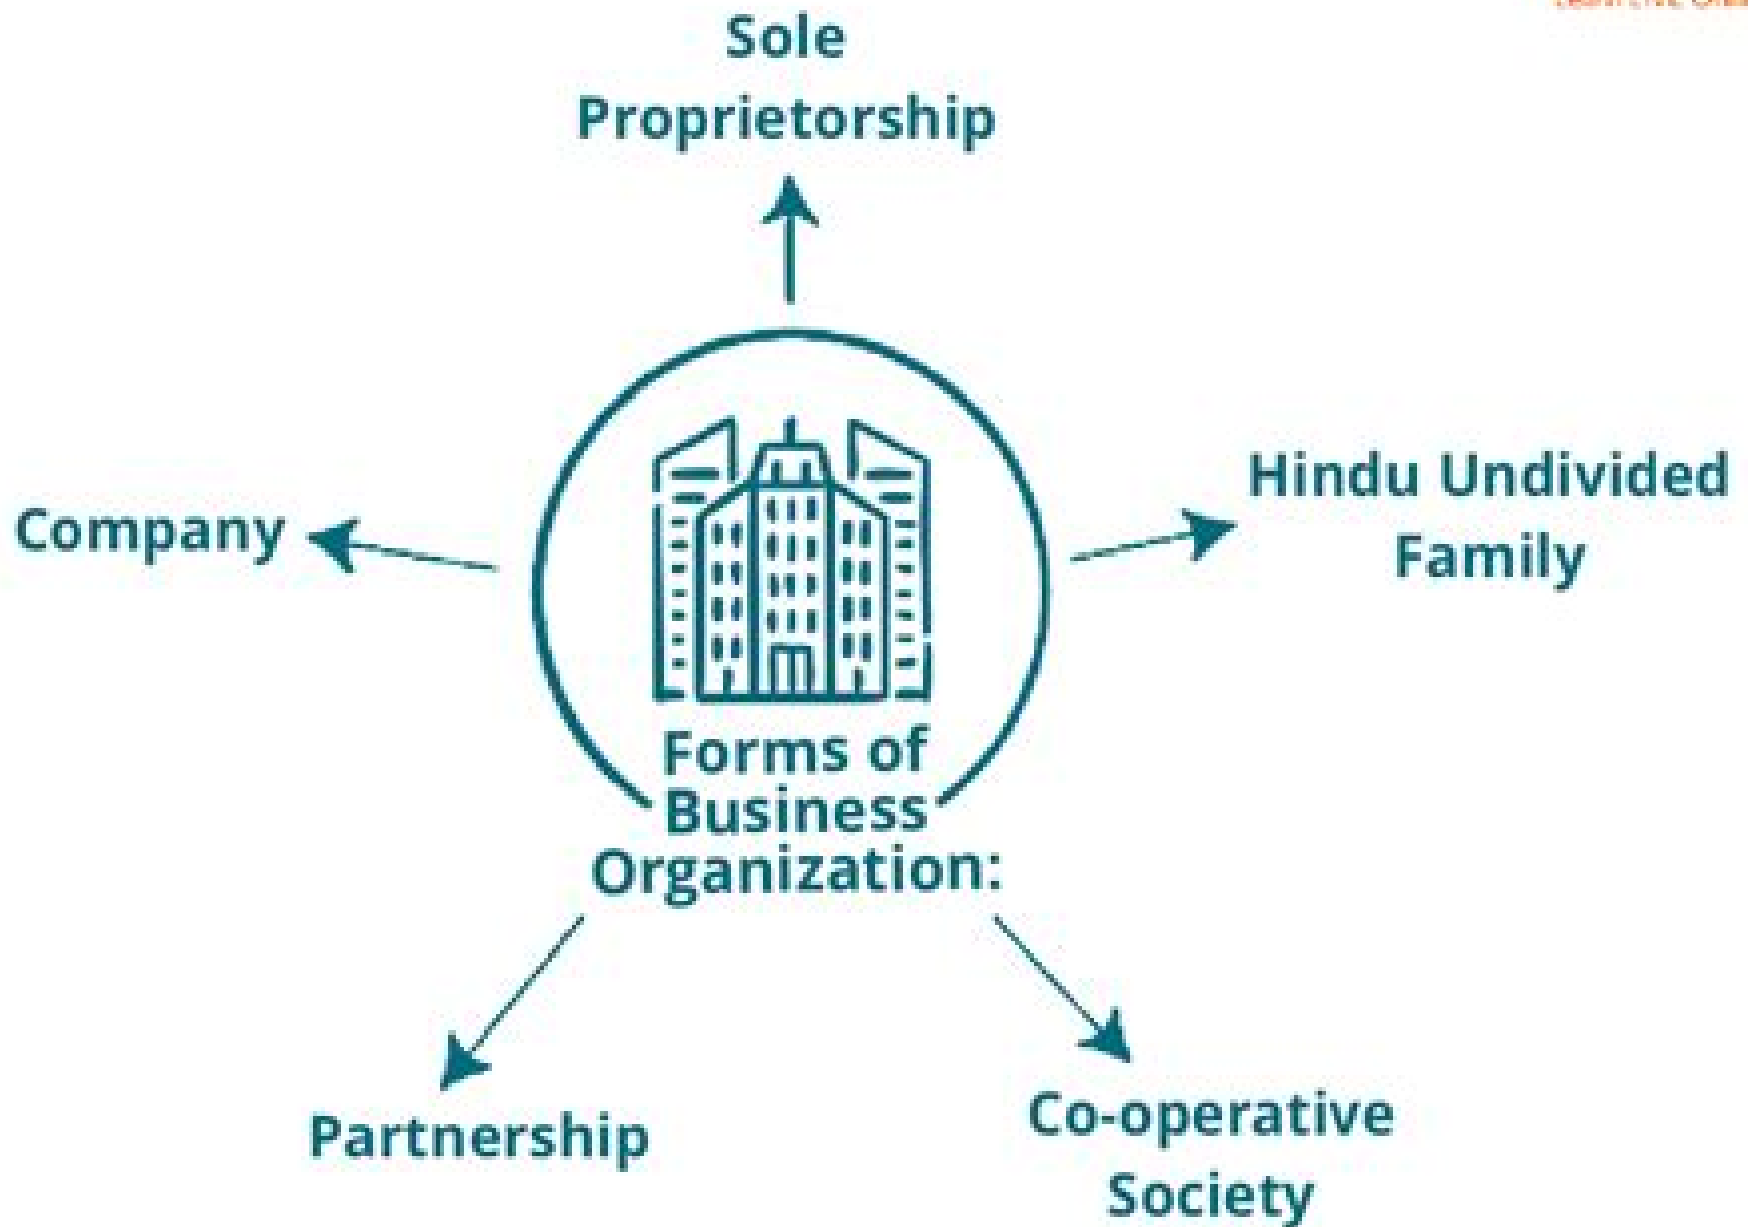 Sole
Proprietorship
Hindu Undivided
Family
Company
Forms of
Business
Organization:
Partnership
Co-operative
Society